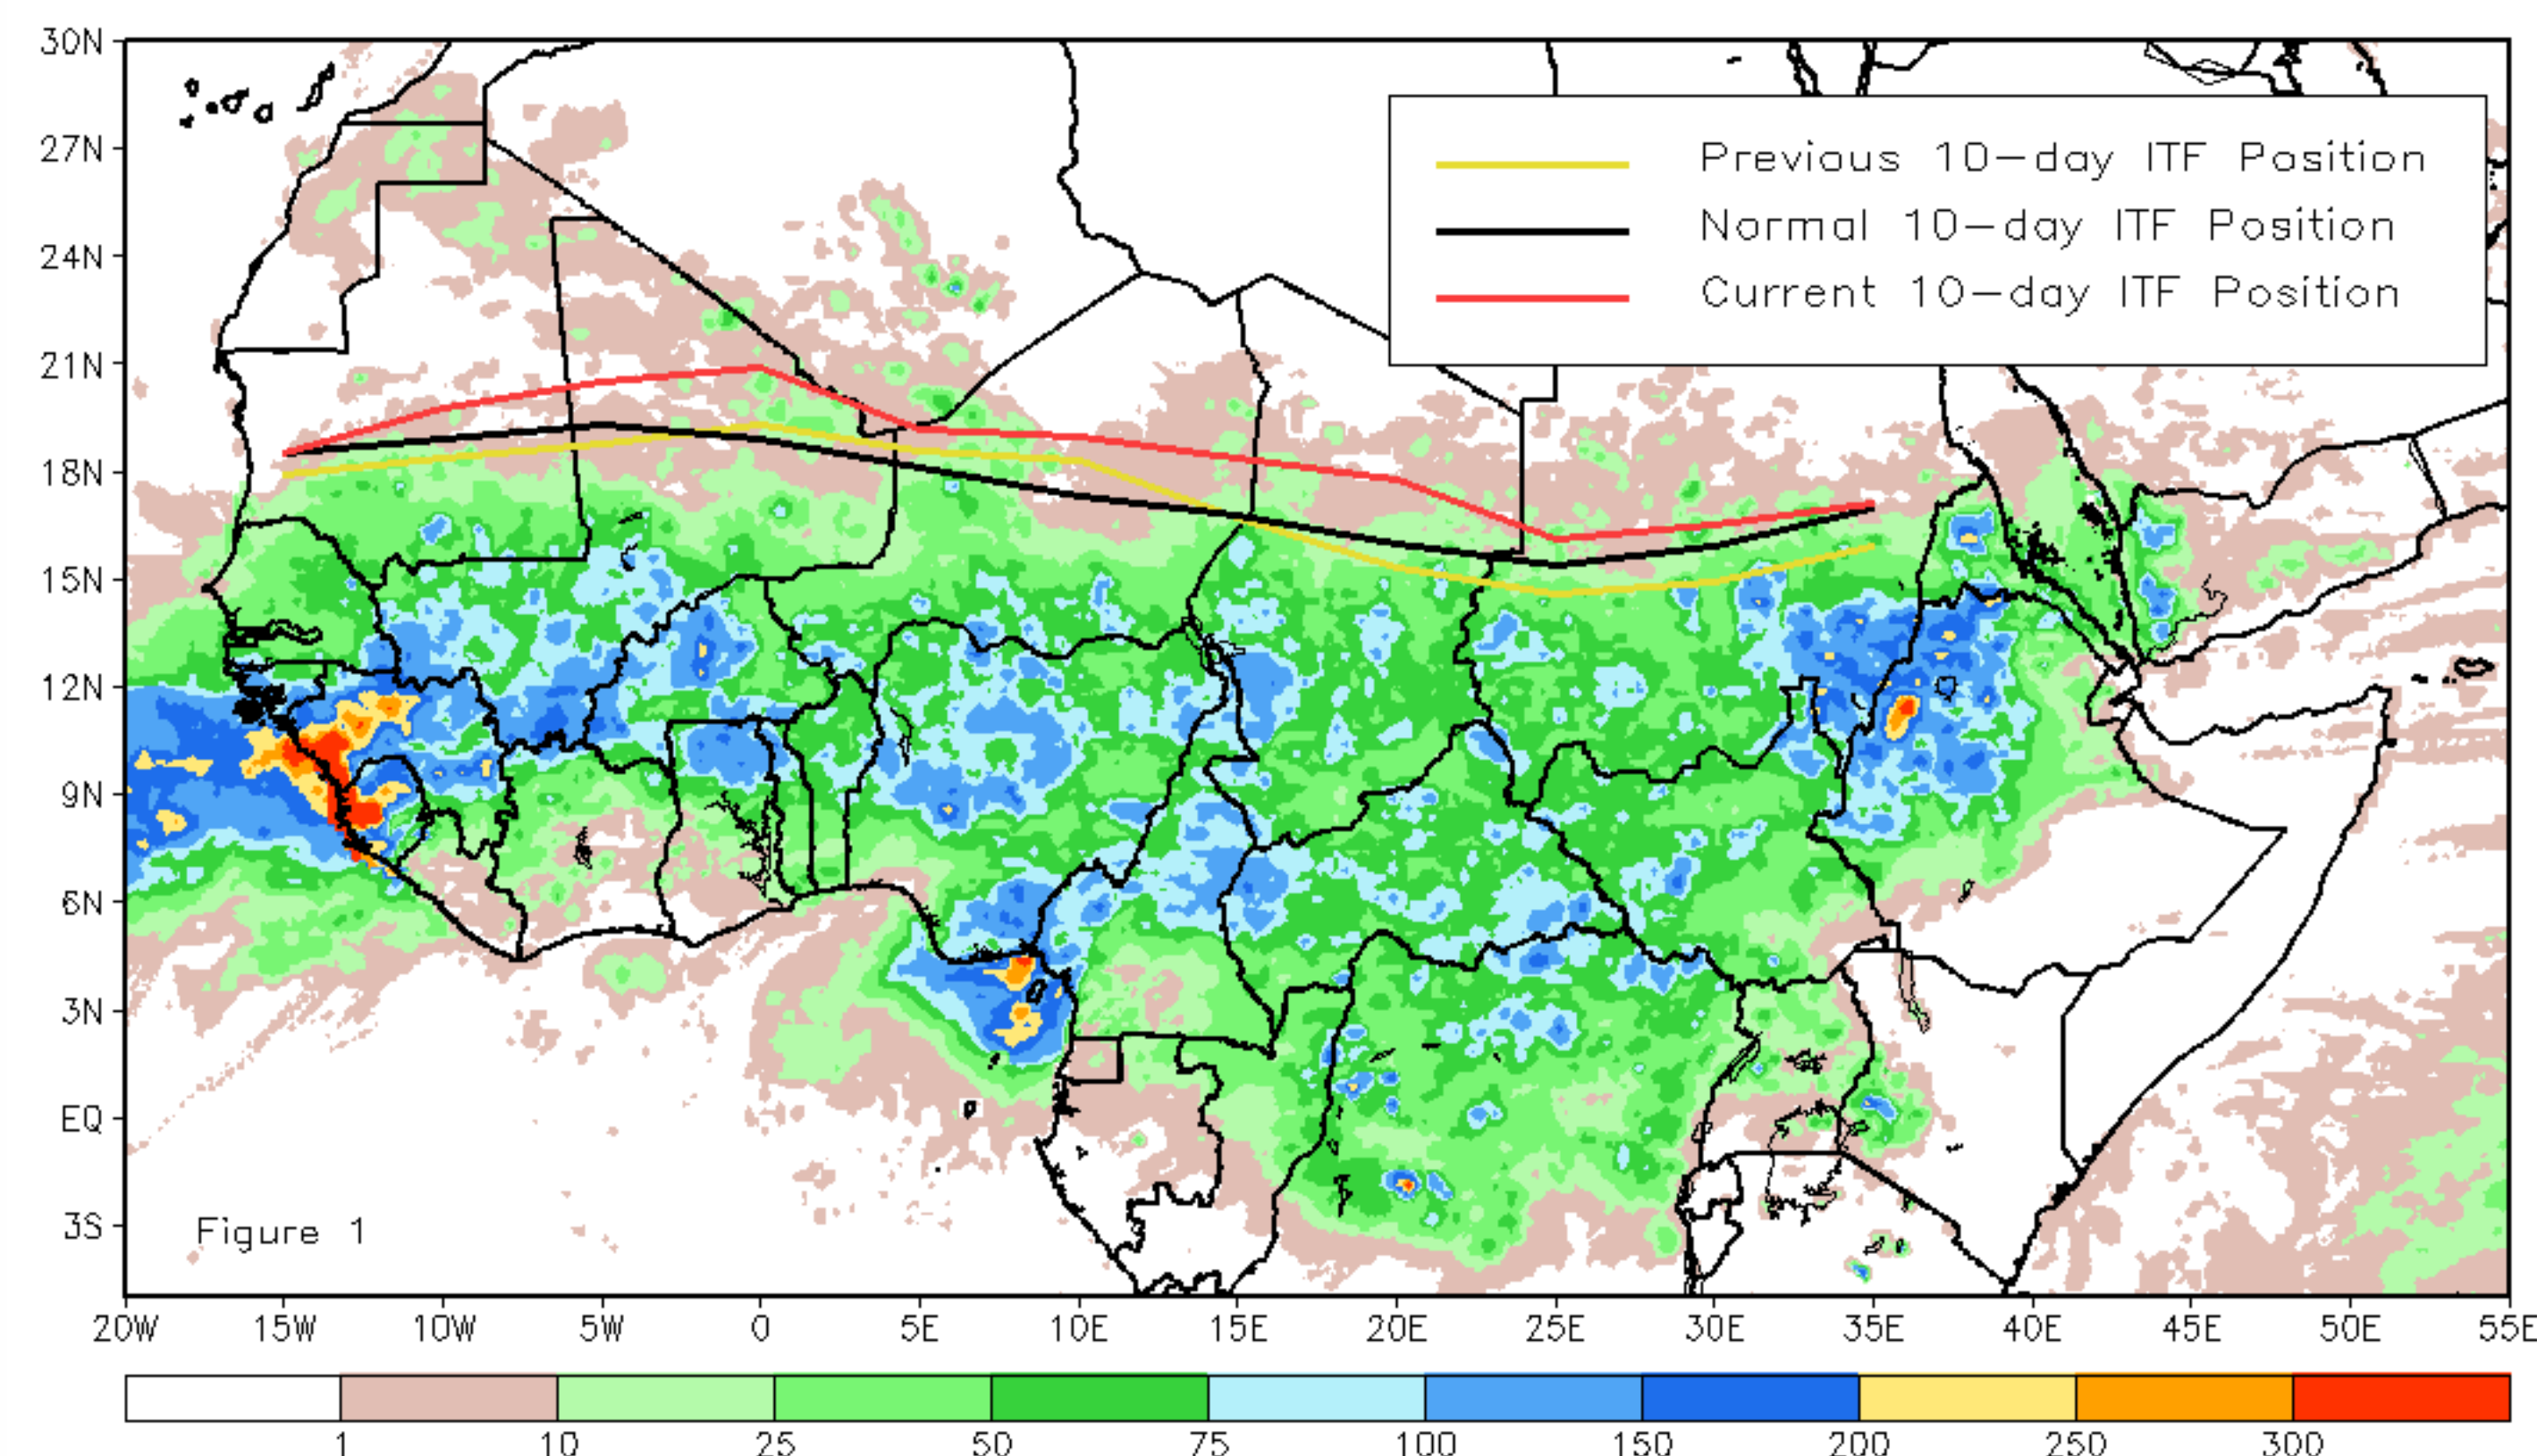 30N
27N
24N
21N
18N
15N
12N
9N
6N
3N
EQ
3S
Previous 10-day ITF Position
Normal 10-day ITF Position
Current 10-day ITF Position
Figure 1
20W 15W 10W 5W 0 5E 10E 15E 20E 25E 30E 35E 40E 45E 50E 55E
1 10 25 50 75 100 150 200 250 300